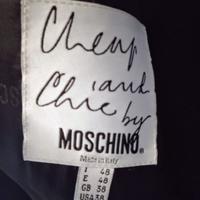 Cheap
and
Chic by
MOSCHINO®
Made in Italy
I 48
E 48
GB 38
USA 38